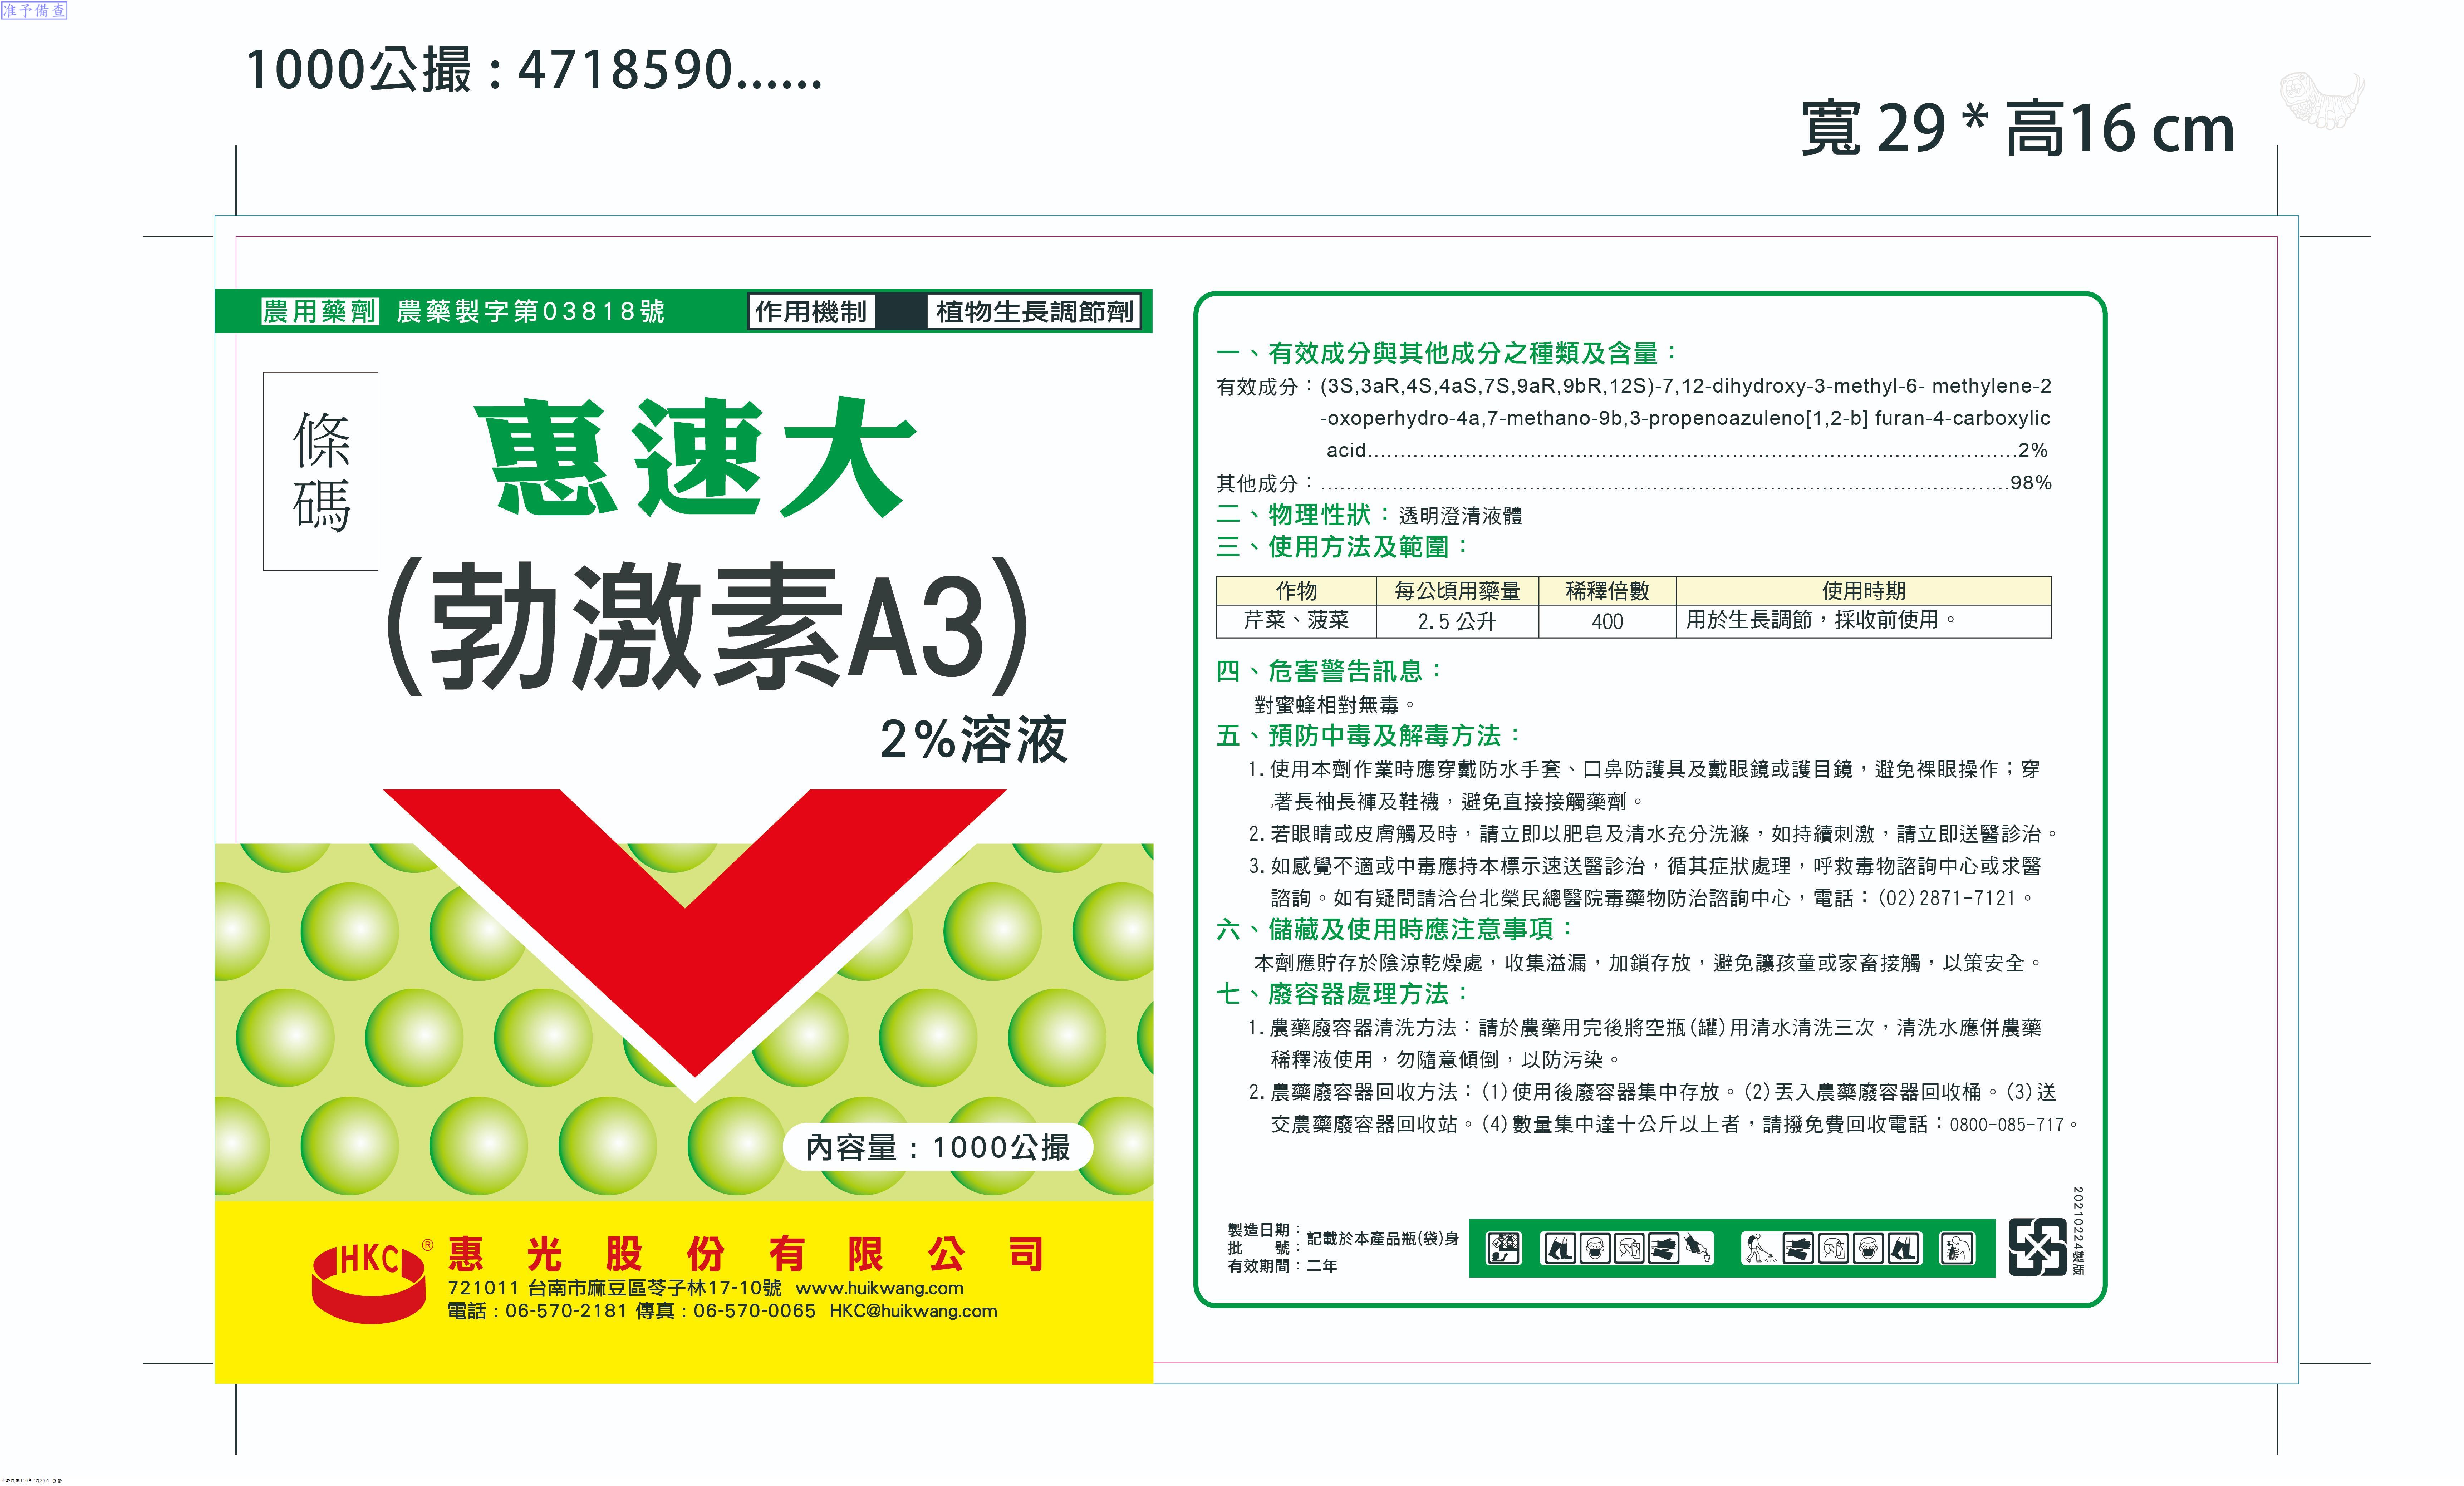 准予備查
1000公撮 : 4718590......
寬 29 * 高16 cm
農用藥劑 農藥製字第03818號 作用機制 植物生長調節劑
條碼
惠速大
(勃激素A3)
2%溶液
內容量 : 1000公撮
HKC® 惠光股份有限公司
721011 台南市麻豆區苓子林17-10號 www.huikwang.com
電話 : 06-570-2181 傳真 : 06-570-0065 HKC@huikwang.com
一、有效成分與其他成分之種類及含量：
有效成分：(3S,3aR,4S,4aS,7S,9aR,9bR,12S)-7,12-dihydroxy-3-methyl-6- methylene-2
-oxoperhydro-4a,7-methano-9b,3-propenoazuleno[1,2-b] furan-4-carboxylic
acid....................................................................................................2%
其他成分：..........................................................................................................98%
二、物理性狀：透明澄清液體
三、使用方法及範圍：
作物 每公頃用藥量 稀釋倍數 使用時期
芹菜、菠菜 2.5公升 400 用於生長調節，採收前使用。
四、危害警告訊息：
對蜜蜂相對無毒。
五、預防中毒及解毒方法：
1.使用本劑作業時應穿戴防水手套、口鼻防護具及戴眼鏡或護目鏡，避免裸眼操作；穿
著長袖長褲及鞋襪，避免直接接觸藥劑。
2.若眼睛或皮膚觸及時，請立即以肥皂及清水充分洗滌，如持續刺激，請立即送醫診治。
3.如感覺不適或中毒應持本標示速送醫診治，循其症狀處理，呼救毒物諮詢中心或求醫
諮詢。如有疑問請洽台北榮民總醫院毒藥物防治諮詢中心，電話：(02)2871-7121。
六、儲藏及使用時應注意事項：
本劑應貯存於陰涼乾燥處，收集溢漏，加鎖存放，避免讓孩童或家畜接觸，以策安全。
七、廢容器處理方法：
1.農藥廢容器清洗方法：請於農藥用完後將空瓶(罐)用清水清洗三次，清洗水應併農藥
稀釋液使用，勿隨意傾倒，以防污染。
2.農藥廢容器回收方法：(1)使用後廢容器集中存放。(2)丟入農藥廢容器回收桶。(3)送
交農藥廢容器回收站。(4)數量集中達十公斤以上者，請撥免費回收電話：0800-085-717。
製造日期：
批　　號：
記載於本產品瓶(袋)身
有效期間：二年
20210224製版